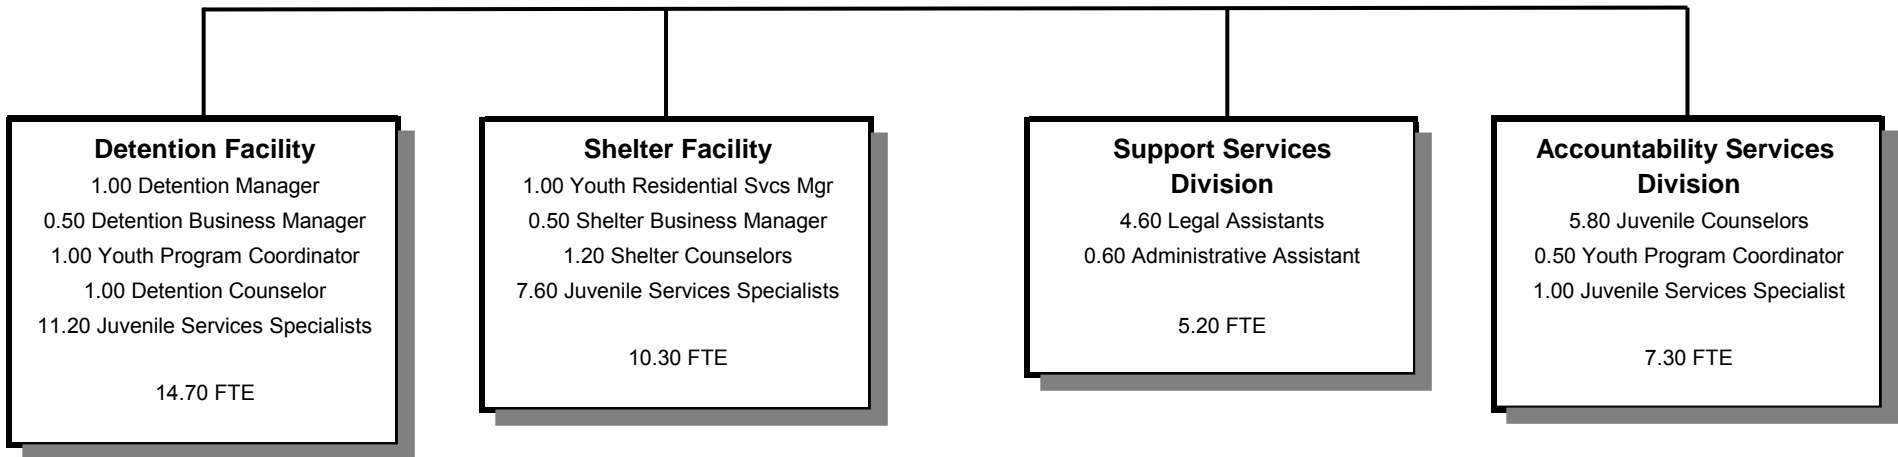 Detention Facility
1.00 Detention Manager
0.50 Detention Business Manager
1.00 Youth Program Coordinator
1.00 Detention Counselor
11.20 Juvenile Services Specialists
14.70 FTE
Shelter Facility
1.00 Youth Residential Svcs Mgr
0.50 Shelter Business Manager
1.20 Shelter Counselors
7.60 Juvenile Services Specialists
10.30 FTE
Support Services
Division
4.60 Legal Assistants
0.60 Administrative Assistant
5.20 FTE
Accountability Services
Division
5.80 Juvenile Counselors
0.50 Youth Program Coordinator
1.00 Juvenile Services Specialist
7.30 FTE